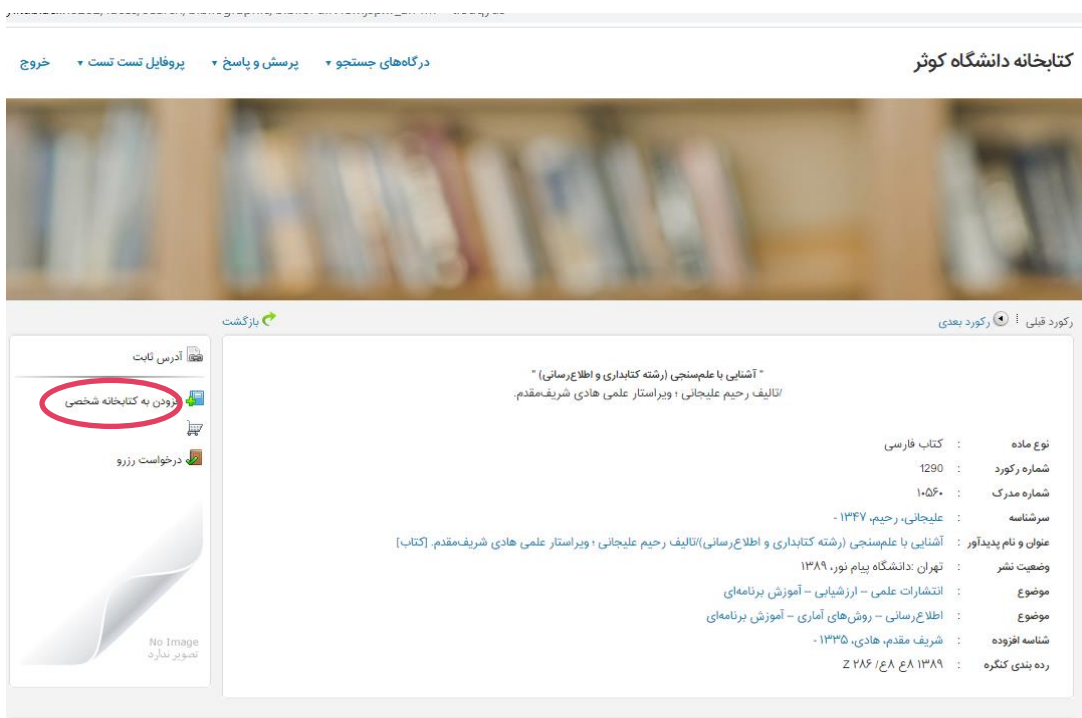 کتابخانه دانشگاه کوثر
درگاه‌های جستجو ▾ پرسش و پاسخ ▾ پروفایل تست تست ▾ خروج
رکورد قبلی رکورد بعدی
بازگشت
" آشنایی با علم‌سنجی (رشته کتابداری و اطلاع‌رسانی) "
/تالیف رحیم علیجانی ؛ ویراستار علمی هادی شریف‌مقدم.
نوع ماده : کتاب فارسی
شماره رکورد : 1290
شماره مدرک : ۱۰۵۶۰
سرشناسه : علیجانی، رحیم، ۱۳۴۷ -
عنوان و نام پدیدآور : آشنایی با علم‌سنجی (رشته کتابداری و اطلاع‌رسانی)/تالیف رحیم علیجانی ؛ ویراستار علمی هادی شریف‌مقدم. [کتاب]
وضعیت نشر : تهران :دانشگاه پیام نور، ۱۳۸۹
موضوع : انتشارات علمی -- ارزشیابی -- آموزش برنامه‌ای
موضوع : اطلاع‌رسانی -- روش‌های آماری -- آموزش برنامه‌ای
شناسه افزوده : شریف مقدم، هادی، ۱۳۳۵ -
رده بندی کنگره : Z ۲۸۶ /ع۸ ع۸ ۱۳۸۹
آدرس ثابت
افزودن به کتابخانه شخصی
درخواست رزرو
No Image
تصویر ندارد